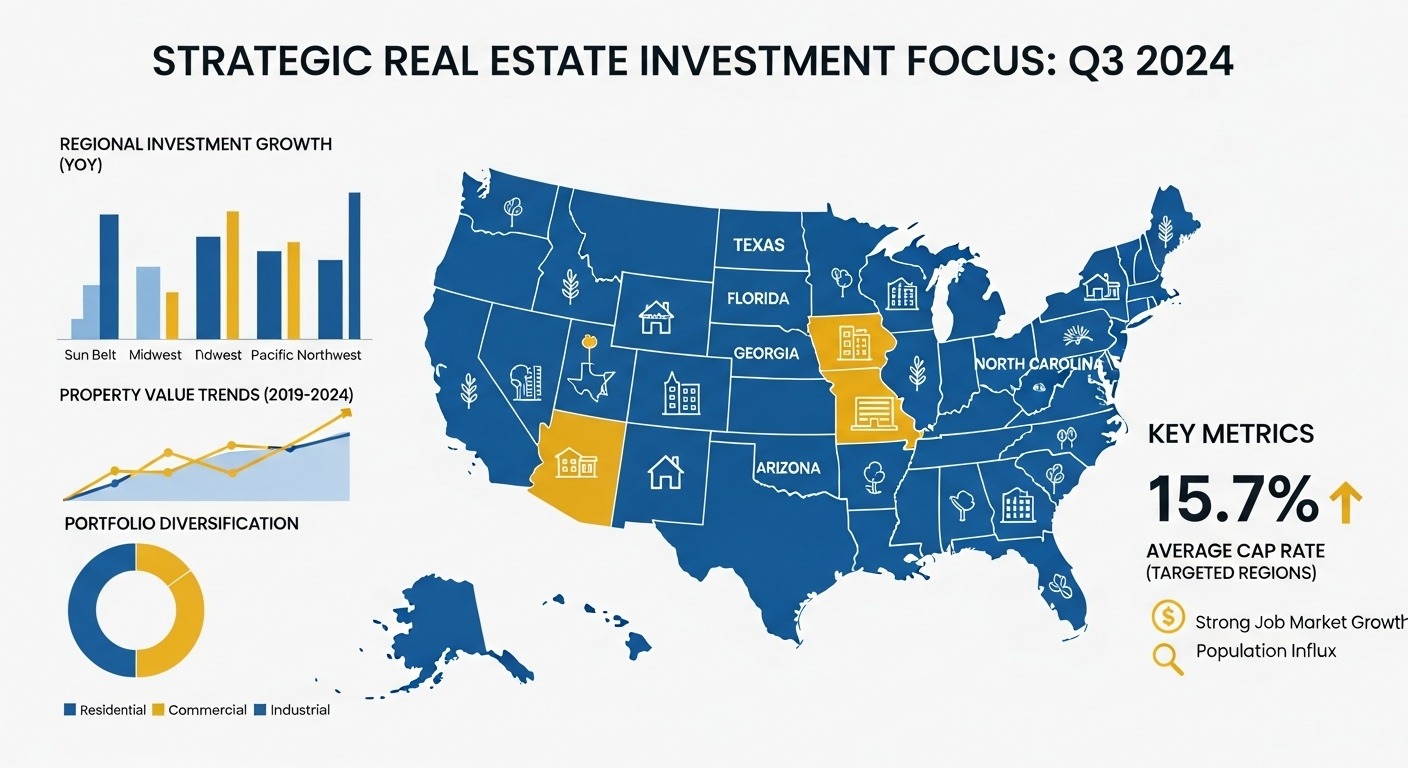 STRATEGIC REAL ESTATE INVESTMENT FOCUS: Q3 2024
REGIONAL INVESTMENT GROWTH
(YOY)
Sun Belt Midwest Ndwest Pacific Northwest
PROPERTY VALUE TRENDS (2019-2024)
PORTFOLIO DIVERSIFICATION
Residential Commercial Industrial
TEXAS
FLORIDA
GEORGIA
NORTH CAROLINA
ARIZONA
KEY METRICS
15.7%
AVERAGE CAP RATE
(TARGETED REGIONS)
$
Strong Job Market Growth
Population Influx